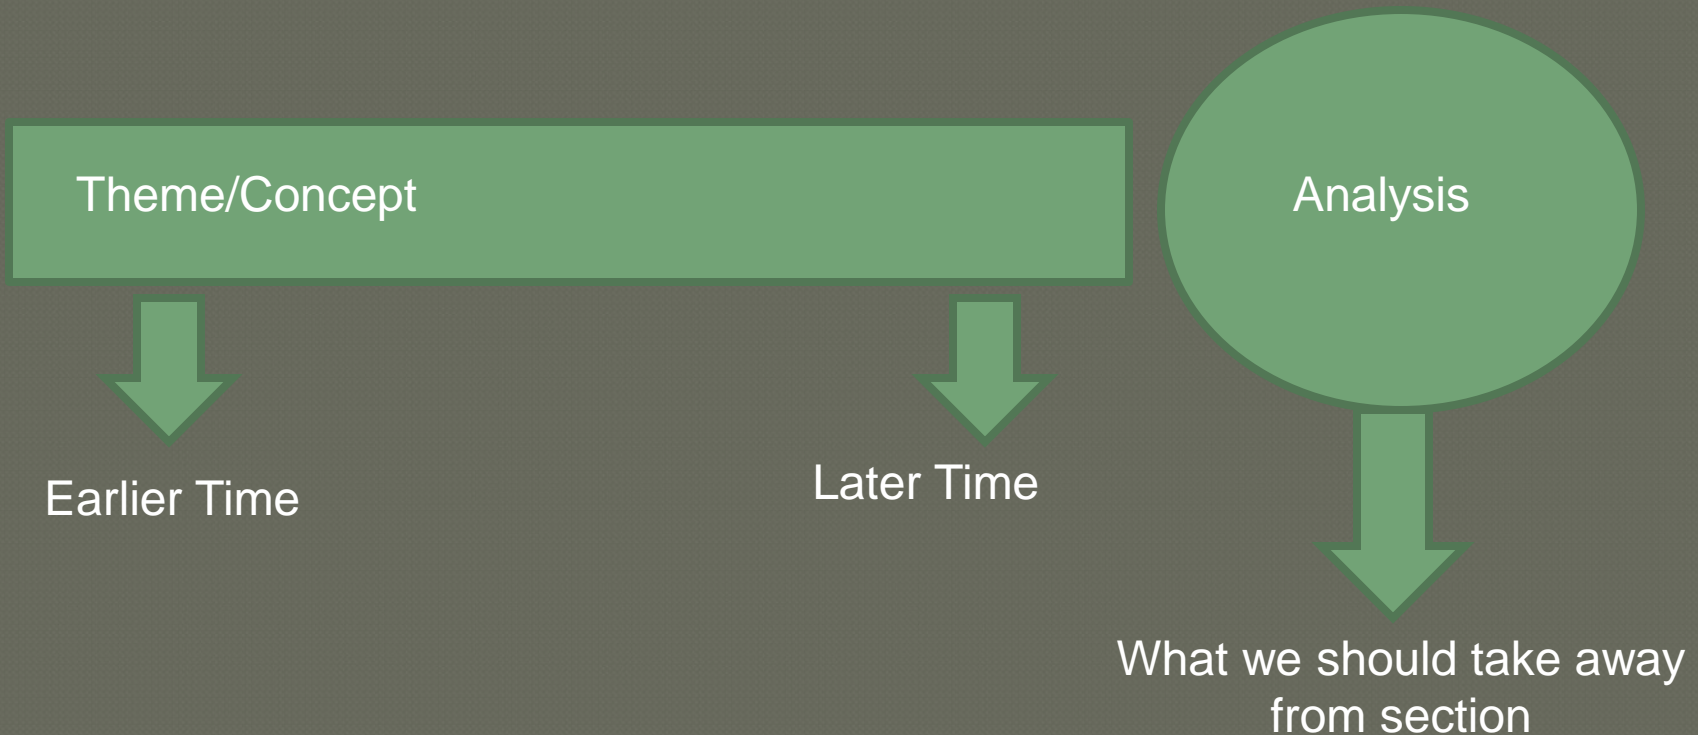 Theme/Concept
Analysis
Earlier Time
Later Time
What we should take away
from section